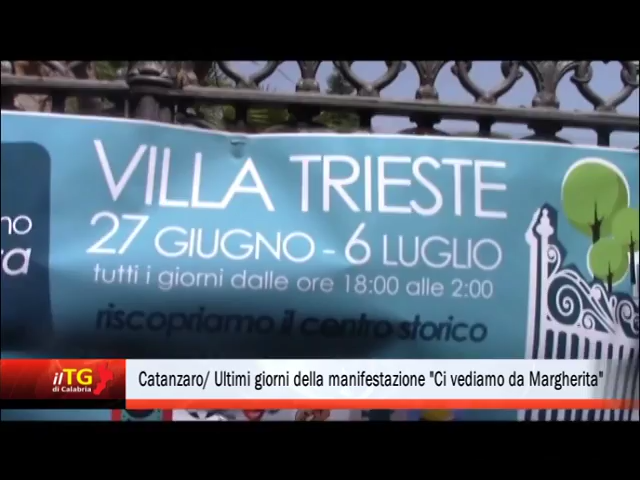 VILLA TRIESTE
27 GIUGNO - 6 LUGLIO
tutti i giorni dalle ore 18:00 alle 2:00
riscopriamo il centro storico
ilTG
di Calabria
Catanzaro/ Ultimi giorni della manifestazione "Ci vediamo da Margherita"